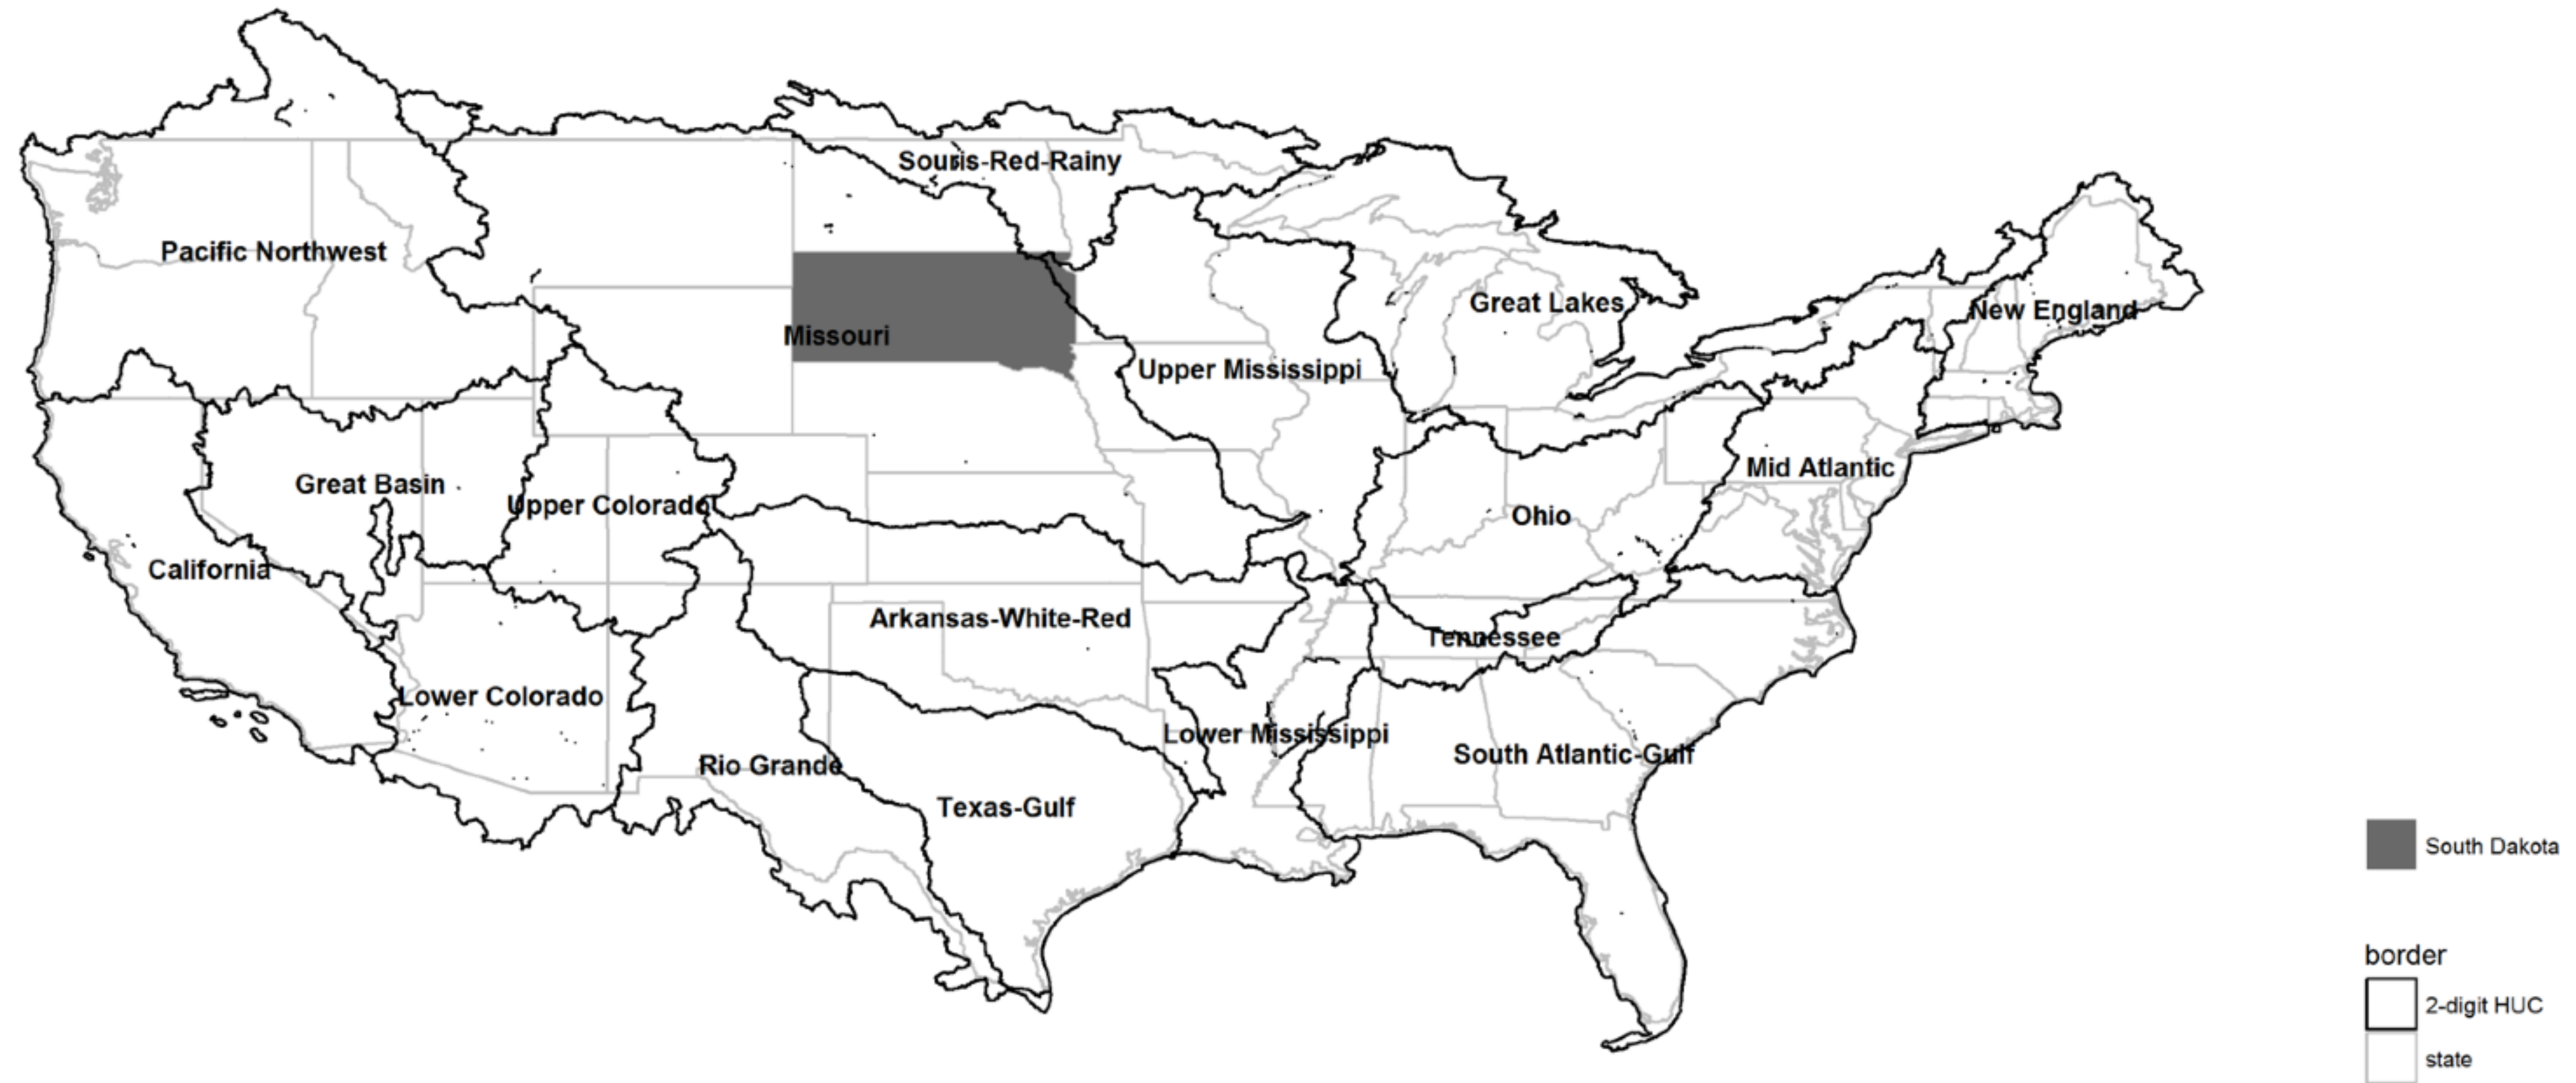 Souris-Red-Rainy
Pacific Northwest
Great Lakes
New England
Missouri
Upper Mississippi
Mid Atlantic
Great Basin
Upper Colorado
Ohio
California
Arkansas-White-Red
Tennessee
Lower Colorado
Lower Mississippi
South Atlantic-Gulf
Rio Grande
Texas-Gulf
South Dakota
border
2-digit HUC
state